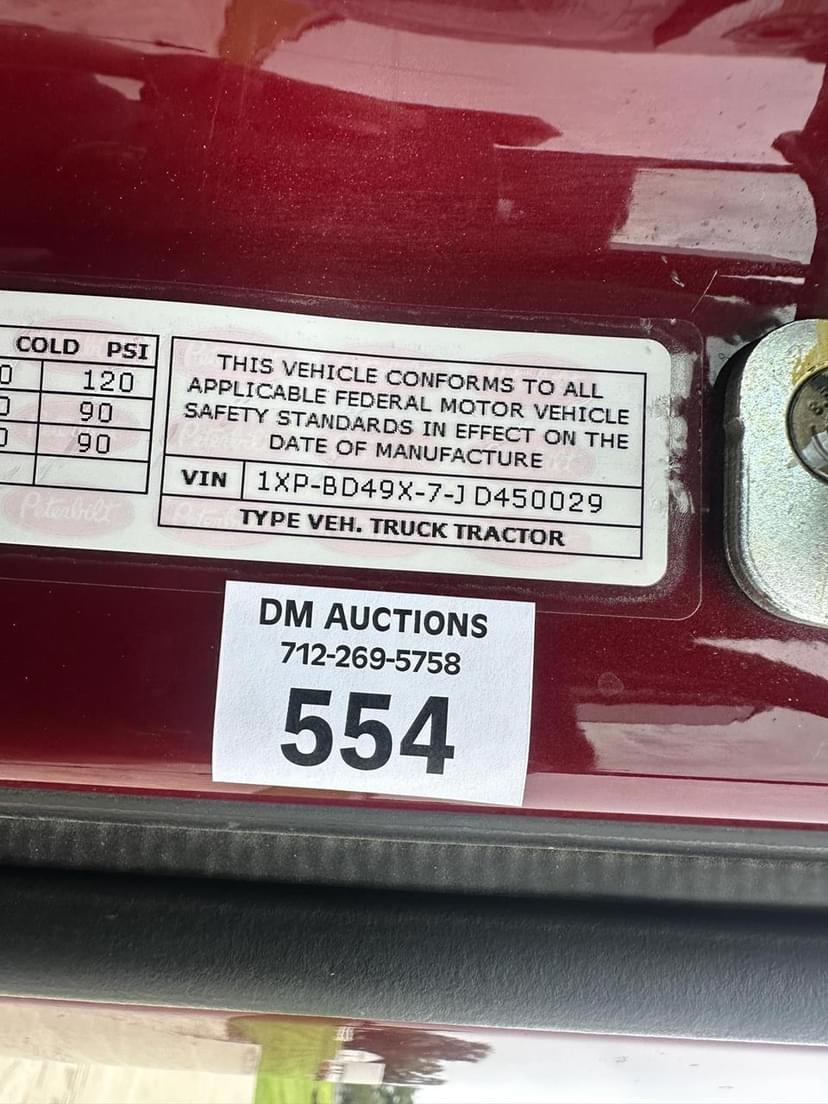 COLD PSI
120
90
90
THIS VEHICLE CONFORMS TO ALL
APPLICABLE FEDERAL MOTOR VEHICLE
SAFETY STANDARDS IN EFFECT ON THE
DATE OF MANUFACTURE
VIN 1XP-BD49X-7-J D450029
TYPE VEH. TRUCK TRACTOR
Peterbilt
DM AUCTIONS
712-269-5758
554